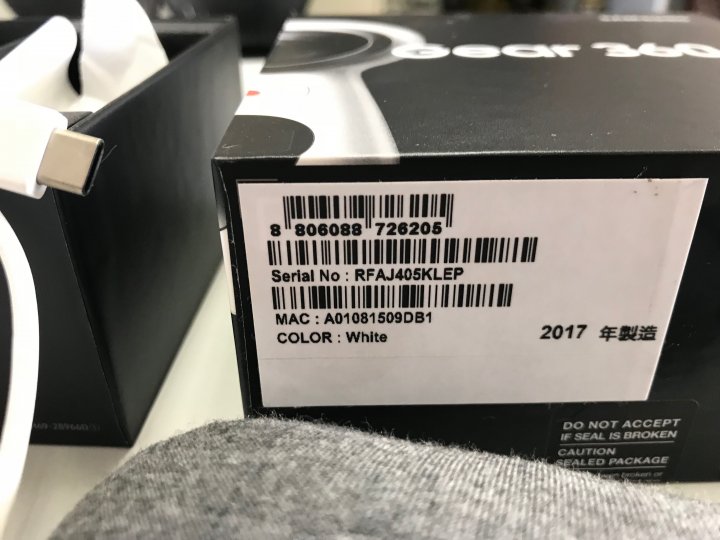 Gear 360
8 806088 726205
Serial No : RFAJ405KLEP
MAC : A01081509DB1
COLOR : White
2017 年製造
DO NOT ACCEPT
IF SEAL IS BROKEN
CAUTION
SEALED PACKAGE